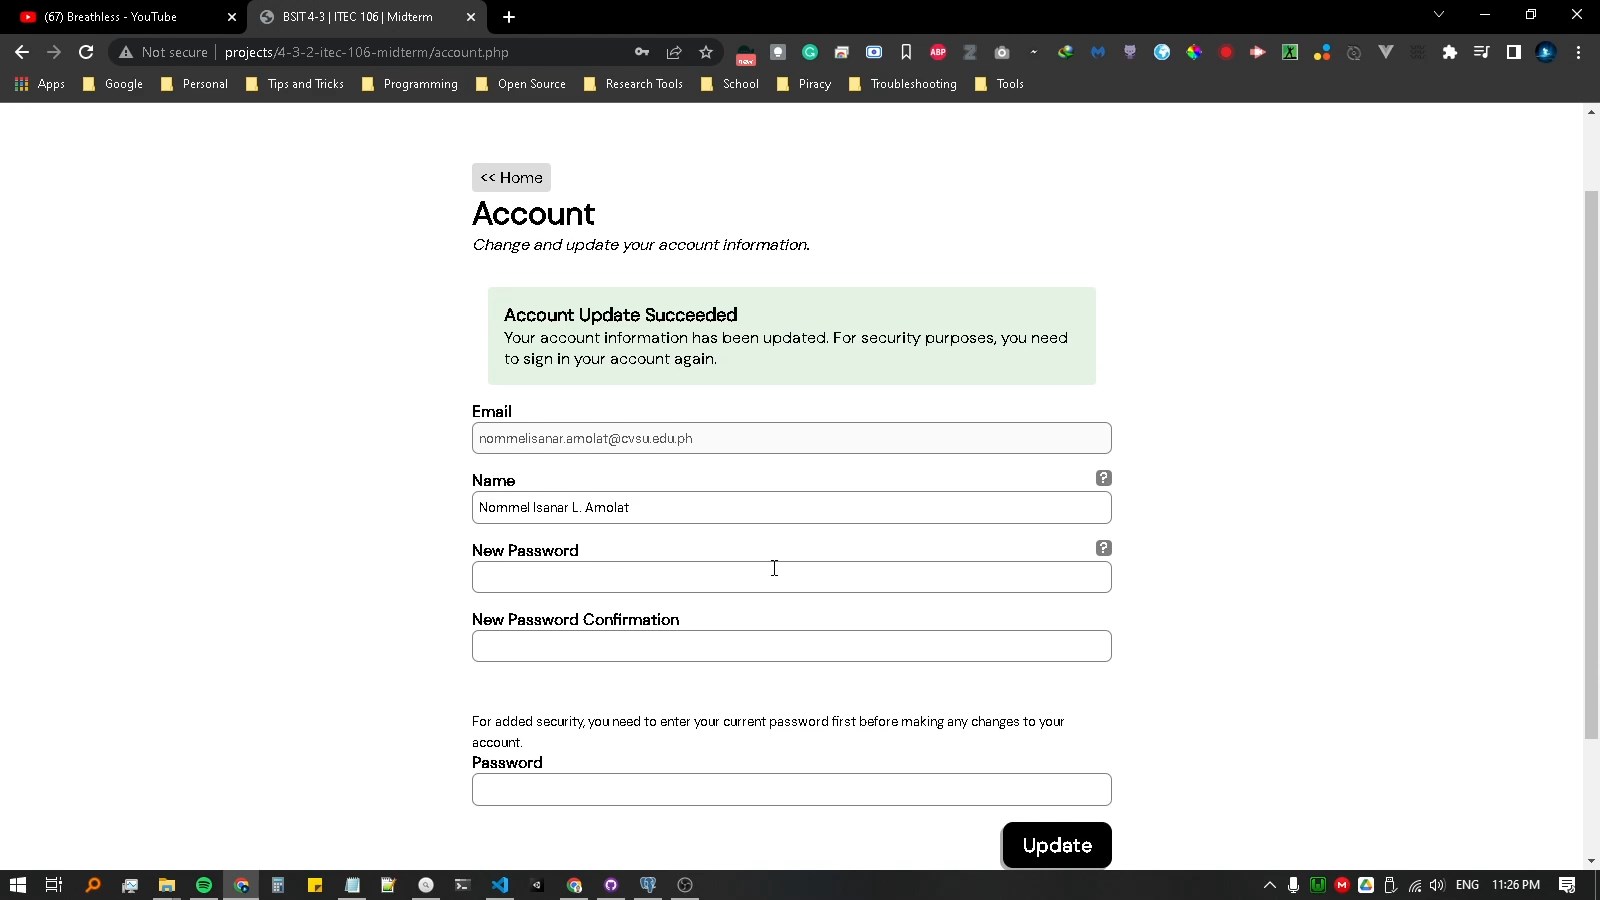 (67) Breathless - YouTube
BSIT 4-3 | ITEC 106 | Midterm
Not secure
projects/4-3-2-itec-106-midterm/account.php
new
ABP
Apps
Google
Personal
Tips and Tricks
Programming
Open Source
Research Tools
School
Piracy
Troubleshooting
Tools
<< Home
Account
Change and update your account information.
Account Update Succeeded
Your account information has been updated. For security purposes, you need
to sign in your account again.
Email
nommelisanar.amolat@cvsu.edu.ph
Name
?
Nommel Isanar L. Amolat
New Password
?
New Password Confirmation
For added security, you need to enter your current password first before making any changes to your
account.
Password
Update
ENG
11:26 PM